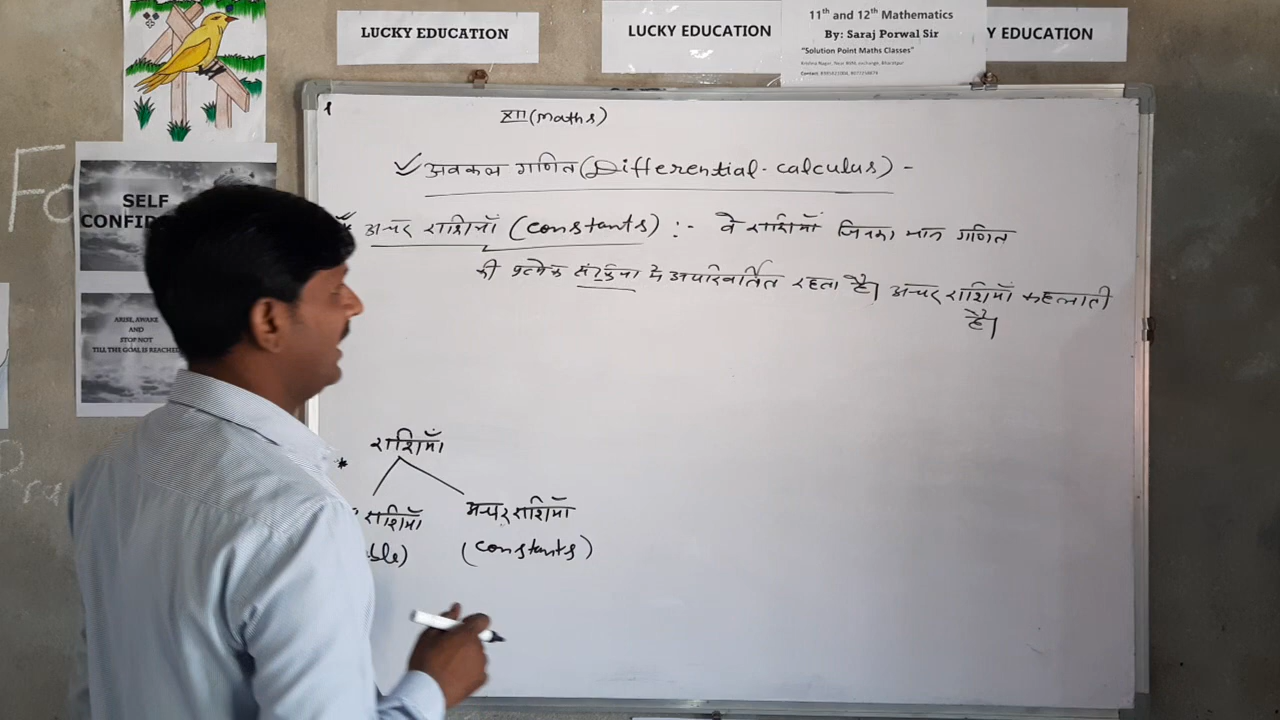 LUCKY EDUCATION
LUCKY EDUCATION
11th and 12th Mathematics
By: Saraj Porwal Sir
"Solution Point Maths Classes"
Y EDUCATION
SELF
CONFID
ARISE, AWAKE
AND
STOP NOT
TILL THE GOAL IS REACHED
XII (Maths)
अवकल गणित (Differential-calculus) -
* अचर राशियाँ (constants) :- वे राशियाँ जिनका मान गणित
की प्रत्येक संक्रिया मे अपरिवर्तित रहता है। अचर राशियाँ कहलाती
है।
* राशियाँ
राशियाँ अचर राशियाँ
able) (constants)